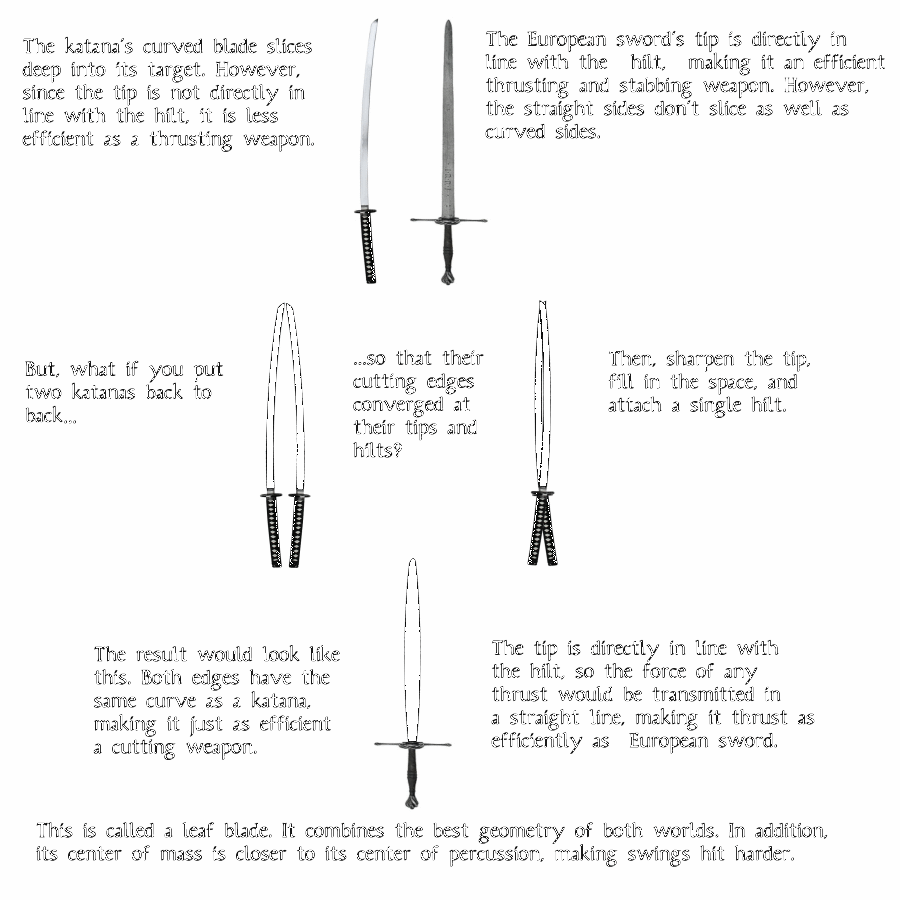 The katana's curved blade slices
deep into its target. However,
since the tip is not directly in
line with the hilt, it is less
efficient as a thrusting weapon.
The European sword's tip is directly in
line with the hilt, making it an efficient
thrusting and stabbing weapon. However,
the straight sides don't slice as well as
curved sides.
But, what if you put
two katanas back to
back...
...so that their
cutting edges
converged at
their tips and
hilts?
Then, sharpen the tip,
fill in the space, and
attach a single hilt.
The result would look like
this. Both edges have the
same curve as a katana,
making it just as efficient
a cutting weapon.
The tip is directly in line with
the hilt, so the force of any
thrust would be transmitted in
a straight line, making it thrust as
efficiently as European sword.
This is called a leaf blade. It combines the best geometry of both worlds. In addition,
its center of mass is closer to its center of percussion, making swings hit harder.